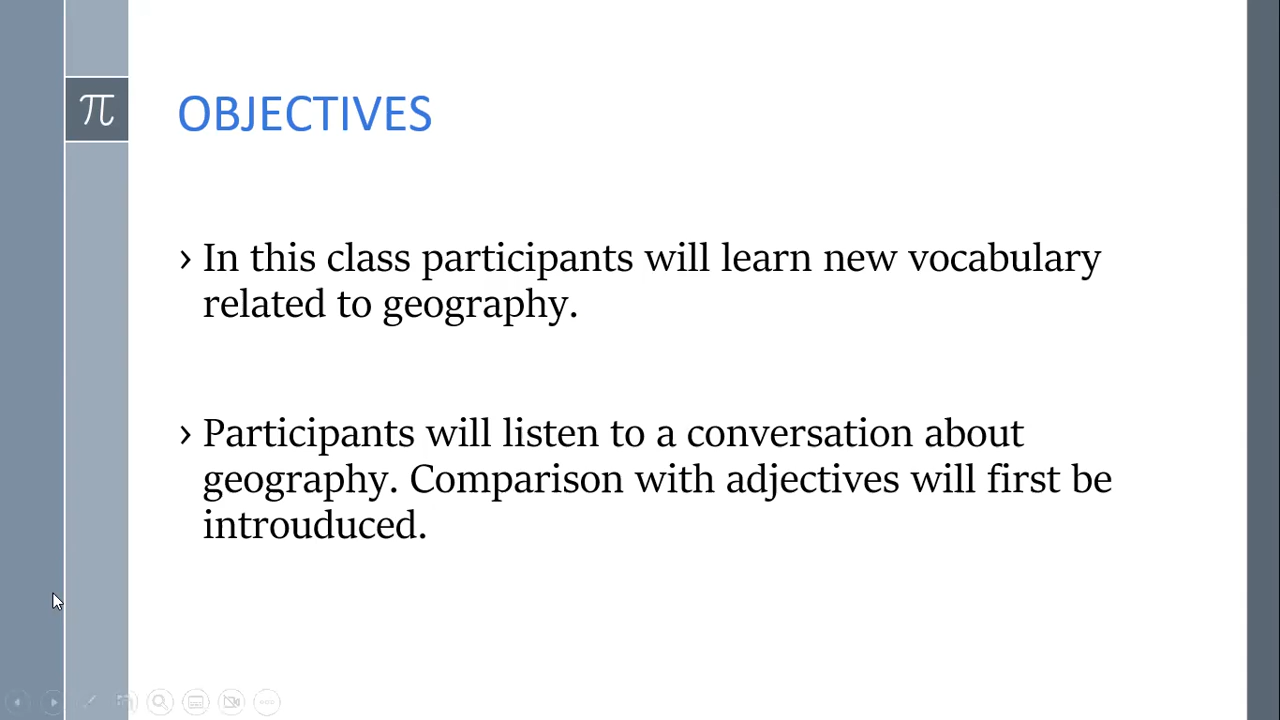 π
OBJECTIVES
› In this class participants will learn new vocabulary
related to geography.
› Participants will listen to a conversation about
geography. Comparison with adjectives will first be
introuduced.